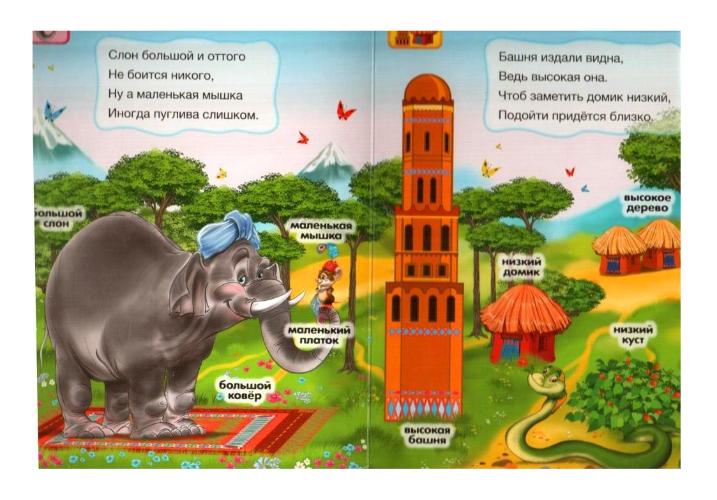 Слон большой и оттого
Не боится никого,
Ну а маленькая мышка
Иногда пуглива слишком.
большой
слон
маленькая
мышка
маленький
платок
большой
ковёр
Башня издали видна,
Ведь высокая она.
Чтоб заметить домик низкий,
Подойти придётся близко.
высокое
дерево
низкий
домик
низкий
куст
высокая
башня